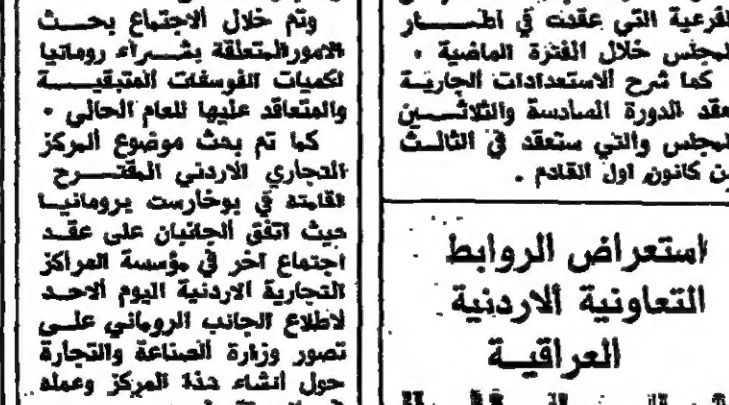 الفرعية التي عقدت في اطار
المجلس خلال الفترة الماضية .
كما شرح الاستعدادات الجارية
لعقد الدورة السادسة والثلاثين
للمجلس والتي ستعقد في الثالث
من كانون اول القادم .
استعراض الروابط
التعاونية الاردنية
العراقية
وتم خلال الاجتماع بحث
الامور المتعلقة بشراء رومانيا
لكميات الفوسفات المتبقية
والمتعاقد عليها للعام الحالي .
كما تم بحث موضوع المركز
التجاري الاردني المقترح
اقامته في بوخارست برومانيا
حيث اتفق الجانبان على عقد
اجتماع آخر في مؤسسة المراكز
التجارية الاردنية اليوم الاحد
لاطلاع الجانب الروماني على
تصور وزارة الصناعة والتجارة
حول انشاء هذا المركز وعمله